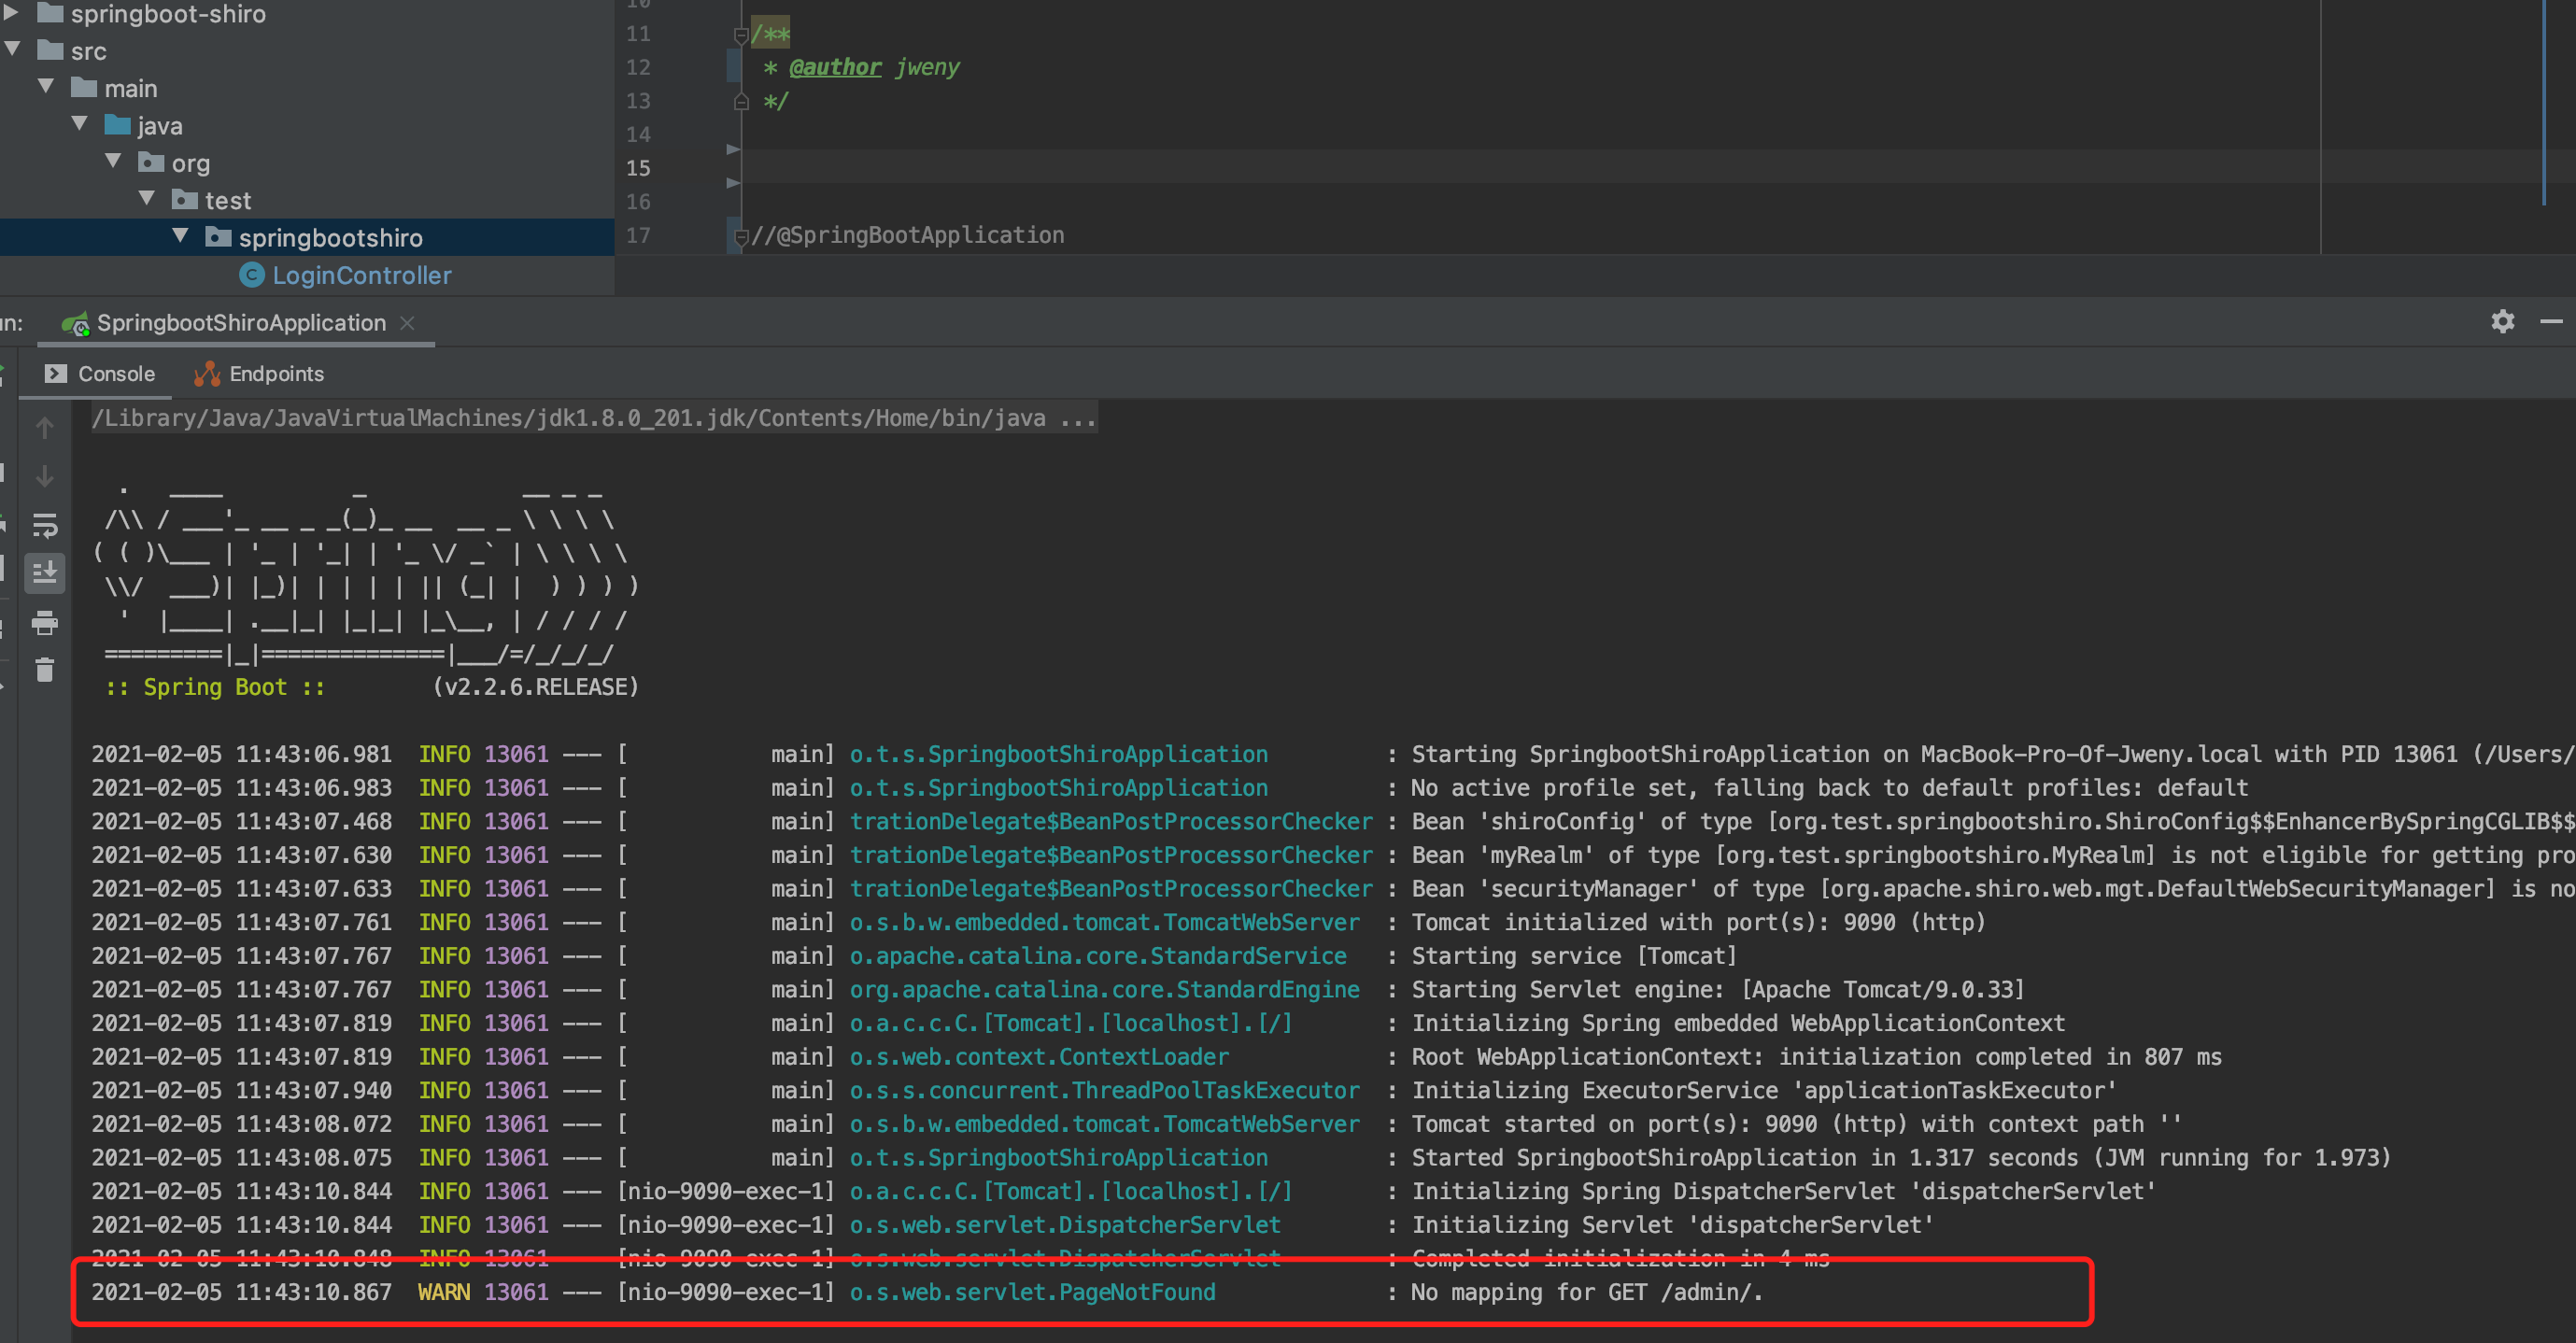 springboot-shiro
src
main
java
org
test
springbootshiro
LoginController
10
11 /**
12 * @author jweny
13 */
14
15
16
17 //@SpringBootApplication
un: SpringbootShiroApplication
Console Endpoints
/Library/Java/JavaVirtualMachines/jdk1.8.0_201.jdk/Contents/Home/bin/java ...
  .   ____          _            __ _ _
 /\\ / ___'_ __ _ _(_)_ __  __ _ \ \ \ \
( ( )\___ | '_ | '_| | '_ \/ _` | \ \ \ \
 \\/  ___)| |_)| | | | | || (_| |  ) ) ) )
  '  |____| .__|_| |_|_| |_\__, | / / / /
 =========|_|==============|___/=/_/_/_/
 :: Spring Boot ::        (v2.2.6.RELEASE)
2021-02-05 11:43:06.981  INFO 13061 --- [           main] o.t.s.SpringbootShiroApplication         : Starting SpringbootShiroApplication on MacBook-Pro-Of-Jweny.local with PID 13061 (/Users/
2021-02-05 11:43:06.983  INFO 13061 --- [           main] o.t.s.SpringbootShiroApplication         : No active profile set, falling back to default profiles: default
2021-02-05 11:43:07.468  INFO 13061 --- [           main] trationDelegate$BeanPostProcessorChecker : Bean 'shiroConfig' of type [org.test.springbootshiro.ShiroConfig$$EnhancerBySpringCGLIB$$
2021-02-05 11:43:07.630  INFO 13061 --- [           main] trationDelegate$BeanPostProcessorChecker : Bean 'myRealm' of type [org.test.springbootshiro.MyRealm] is not eligible for getting pro
2021-02-05 11:43:07.633  INFO 13061 --- [           main] trationDelegate$BeanPostProcessorChecker : Bean 'securityManager' of type [org.apache.shiro.web.mgt.DefaultWebSecurityManager] is no
2021-02-05 11:43:07.761  INFO 13061 --- [           main] o.s.b.w.embedded.tomcat.TomcatWebServer  : Tomcat initialized with port(s): 9090 (http)
2021-02-05 11:43:07.767  INFO 13061 --- [           main] o.apache.catalina.core.StandardService   : Starting service [Tomcat]
2021-02-05 11:43:07.767  INFO 13061 --- [           main] org.apache.catalina.core.StandardEngine  : Starting Servlet engine: [Apache Tomcat/9.0.33]
2021-02-05 11:43:07.819  INFO 13061 --- [           main] o.a.c.c.C.[Tomcat].[localhost].[/]       : Initializing Spring embedded WebApplicationContext
2021-02-05 11:43:07.819  INFO 13061 --- [           main] o.s.web.context.ContextLoader            : Root WebApplicationContext: initialization completed in 807 ms
2021-02-05 11:43:07.940  INFO 13061 --- [           main] o.s.s.concurrent.ThreadPoolTaskExecutor  : Initializing ExecutorService 'applicationTaskExecutor'
2021-02-05 11:43:08.072  INFO 13061 --- [           main] o.s.b.w.embedded.tomcat.TomcatWebServer  : Tomcat started on port(s): 9090 (http) with context path ''
2021-02-05 11:43:08.075  INFO 13061 --- [           main] o.t.s.SpringbootShiroApplication         : Started SpringbootShiroApplication in 1.317 seconds (JVM running for 1.973)
2021-02-05 11:43:10.844  INFO 13061 --- [nio-9090-exec-1] o.a.c.c.C.[Tomcat].[localhost].[/]       : Initializing Spring DispatcherServlet 'dispatcherServlet'
2021-02-05 11:43:10.844  INFO 13061 --- [nio-9090-exec-1] o.s.web.servlet.DispatcherServlet        : Initializing Servlet 'dispatcherServlet'
2021-02-05 11:43:10.848  INFO 13061 --- [nio-9090-exec-1] o.s.web.servlet.DispatcherServlet        : Completed initialization in 4 ms
2021-02-05 11:43:10.867  WARN 13061 --- [nio-9090-exec-1] o.s.web.servlet.PageNotFound             : No mapping for GET /admin/.